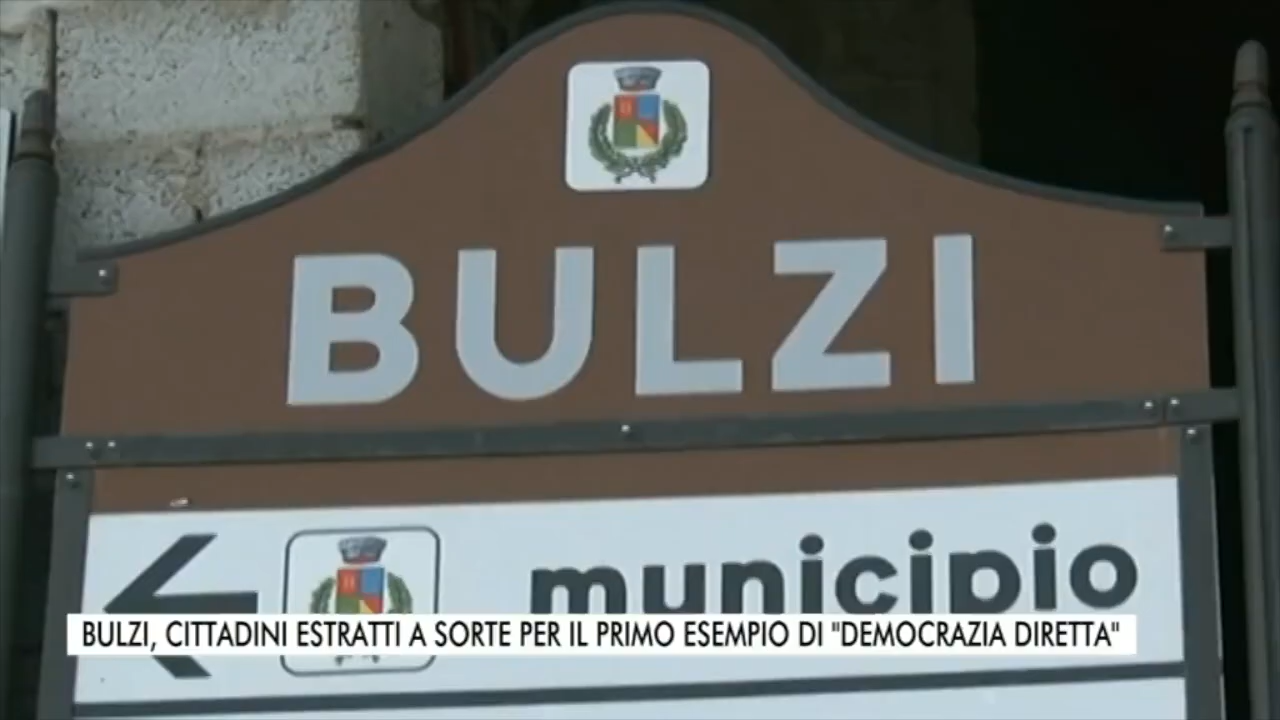 BULZI
municipio
BULZI, CITTADINI ESTRATTI A SORTE PER IL PRIMO ESEMPIO DI "DEMOCRAZIA DIRETTA"